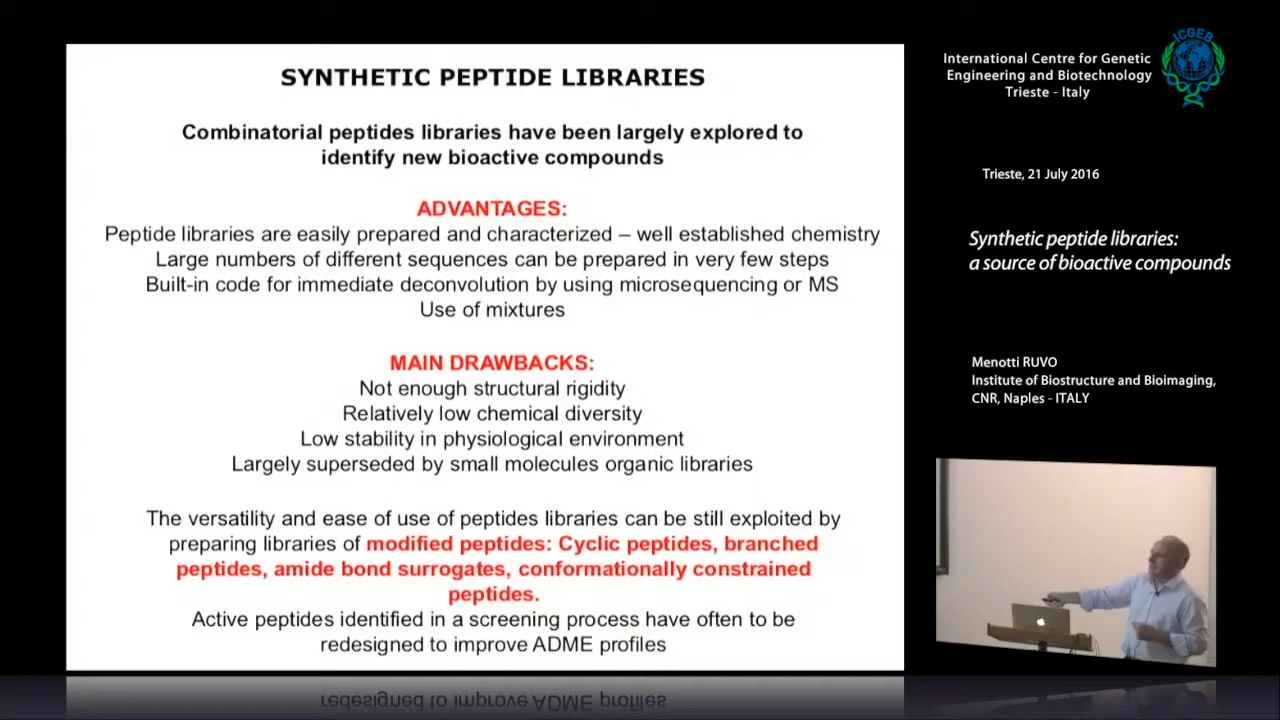 SYNTHETIC PEPTIDE LIBRARIES
Combinatorial peptides libraries have been largely explored to
identify new bioactive compounds
ADVANTAGES:
Peptide libraries are easily prepared and characterized – well established chemistry
Large numbers of different sequences can be prepared in very few steps
Built-in code for immediate deconvolution by using microsequencing or MS
Use of mixtures
MAIN DRAWBACKS:
Not enough structural rigidity
Relatively low chemical diversity
Low stability in physiological environment
Largely superseded by small molecules organic libraries
The versatility and ease of use of peptides libraries can be still exploited by
preparing libraries of modified peptides: Cyclic peptides, branched
peptides, amide bond surrogates, conformationally constrained
peptides.
Active peptides identified in a screening process have often to be
redesigned to improve ADME profiles
International Centre for Genetic
Engineering and Biotechnology
Trieste - Italy
ICGEB
Trieste, 21 July 2016
Synthetic peptide libraries:
a source of bioactive compounds
Menotti RUVO
Institute of Biostructure and Bioimaging,
CNR, Naples - ITALY